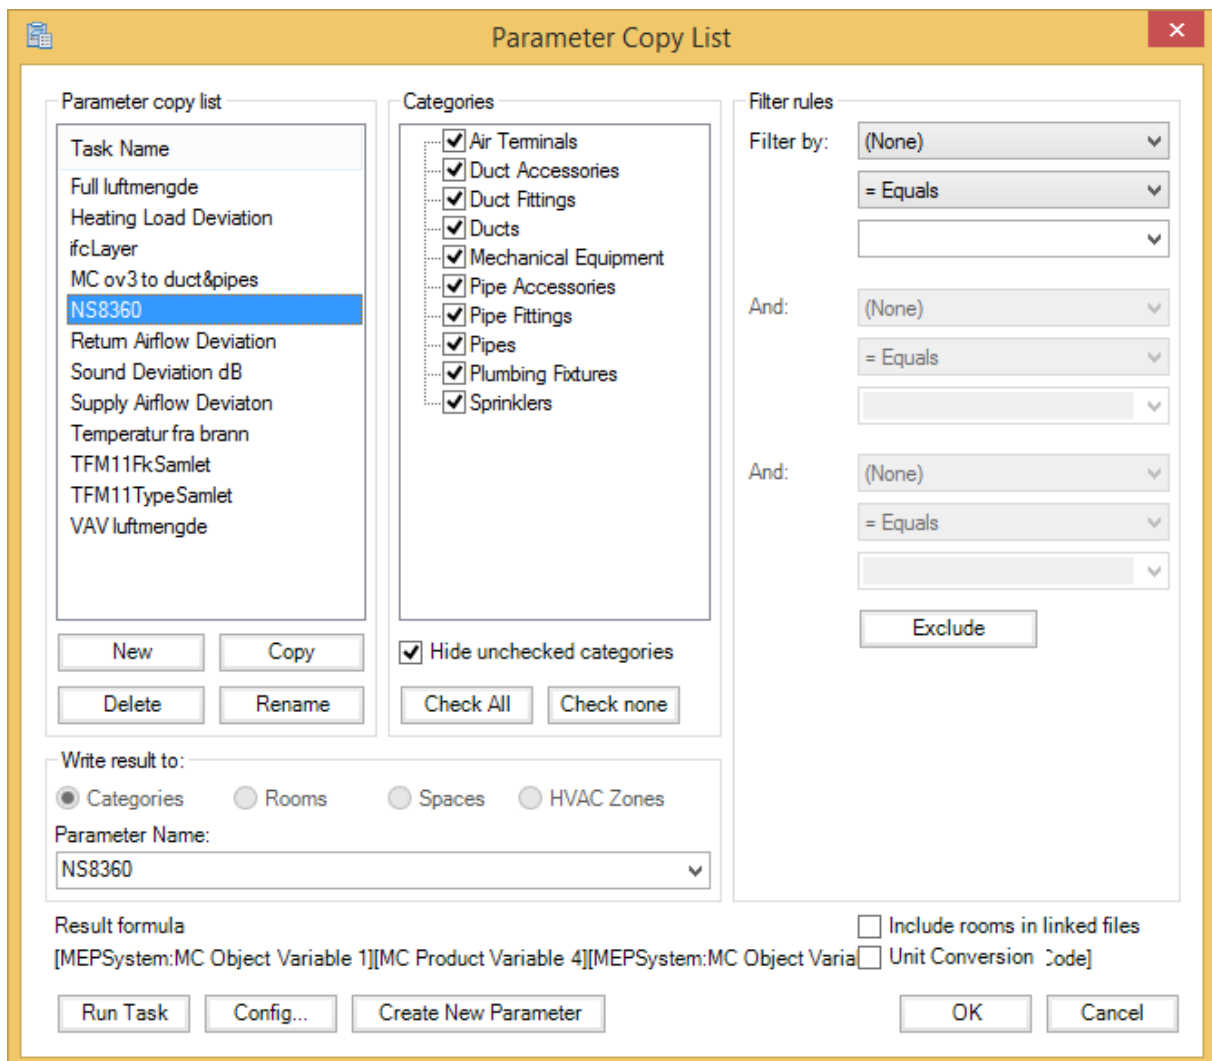 Parameter Copy List
Parameter copy list
Task Name
Full luftmengde
Heating Load Deviation
ifcLayer
MC ov3 to duct&pipes
NS8360
Return Airflow Deviation
Sound Deviation dB
Supply Airflow Deviaton
Temperatur fra brann
TFM11FkSamlet
TFM11TypeSamlet
VAV luftmengde
New Copy
Delete Rename
Categories
Air Terminals
Duct Accessories
Duct Fittings
Ducts
Mechanical Equipment
Pipe Accessories
Pipe Fittings
Pipes
Plumbing Fixtures
Sprinklers
Hide unchecked categories
Check All Check none
Filter rules
Filter by: (None)
= Equals
And: (None)
= Equals
And: (None)
= Equals
Exclude
Write result to:
Categories Rooms Spaces HVAC Zones
Parameter Name:
NS8360
Result formula
Include rooms in linked files
[MEPSystem:MC Object Variable 1][MC Product Variable 4][MEPSystem:MC Object Varia Unit Conversion Code]
Run Task Config... Create New Parameter OK Cancel